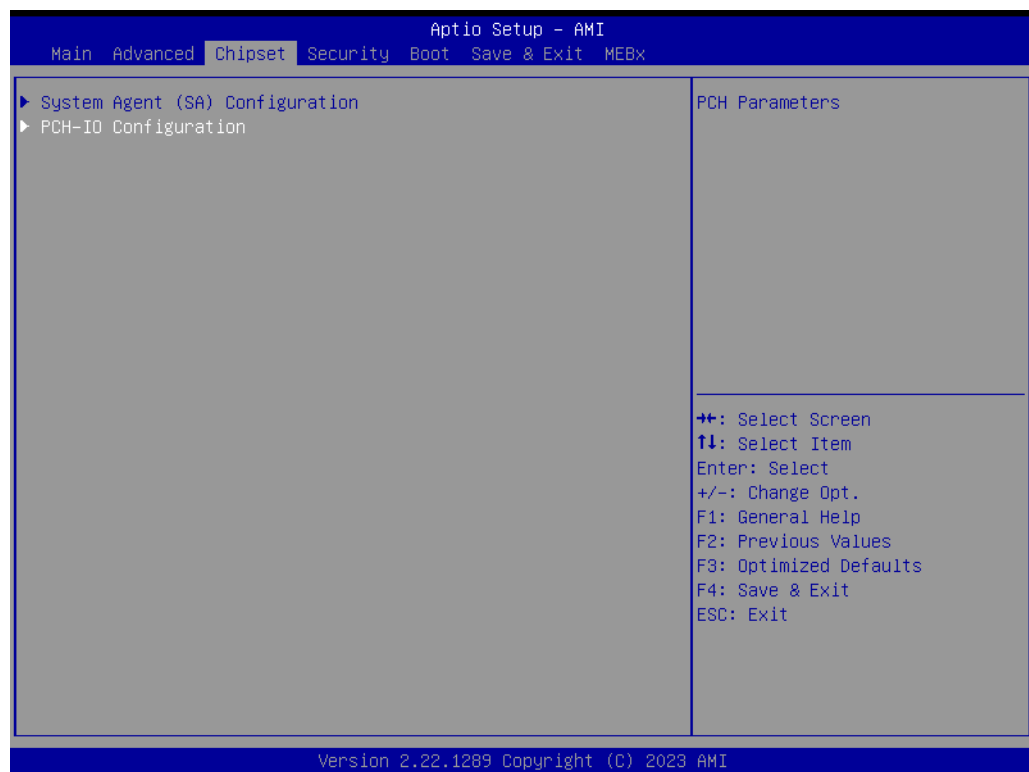 Aptio Setup – AMI
Main Advanced Chipset Security Boot Save & Exit MEBx
▶ System Agent (SA) Configuration
▶ PCH-IO Configuration
PCH Parameters
→←: Select Screen
↑↓: Select Item
Enter: Select
+/-: Change Opt.
F1: General Help
F2: Previous Values
F3: Optimized Defaults
F4: Save & Exit
ESC: Exit
Version 2.22.1289 Copyright (C) 2023 AMI